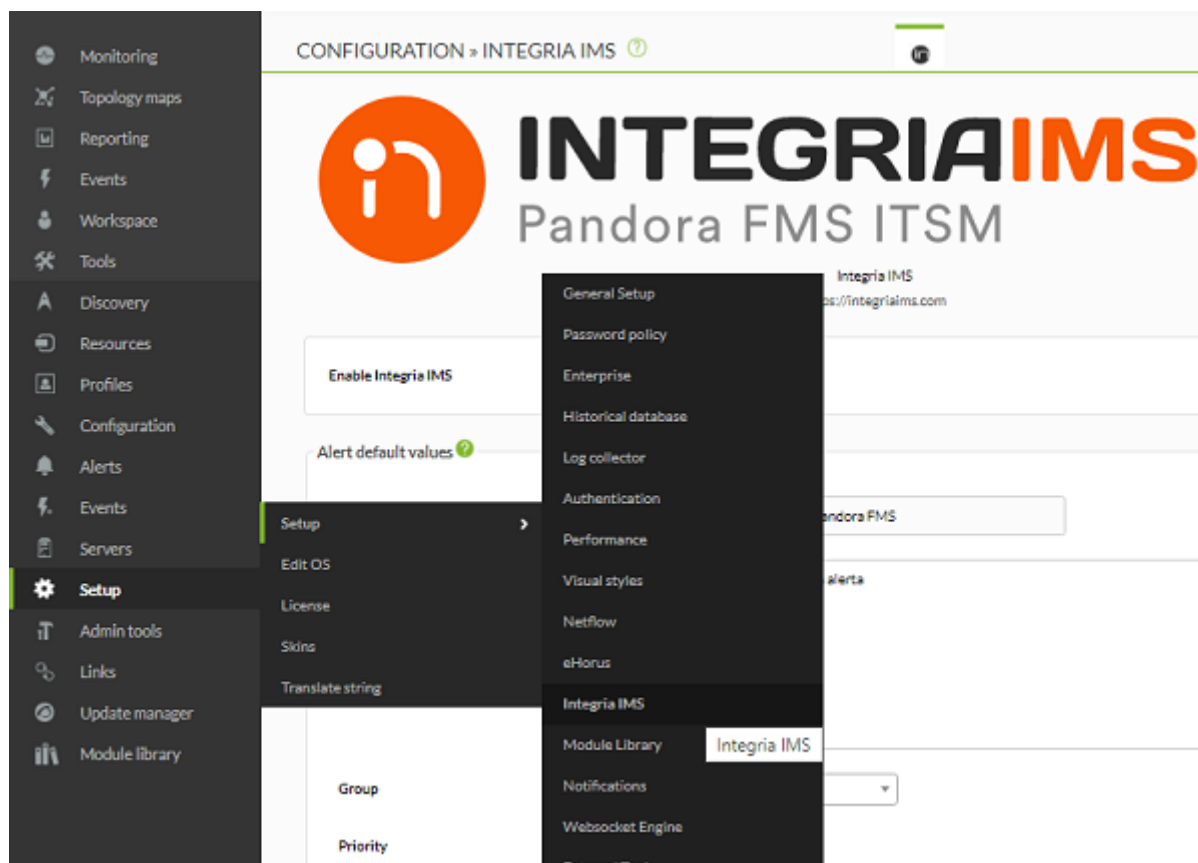 Monitoring
Topology maps
Reporting
Events
Workspace
Tools
Discovery
Resources
Profiles
Configuration
Alerts
Events
Servers
Setup
Admin tools
Links
Update manager
Module library
Setup
Edit OS
License
Skins
Translate string
General Setup
Password policy
Enterprise
Historical database
Log collector
Authentication
Performance
Visual styles
Netflow
eHorus
Integria IMS
Module Library
Notifications
Websocket Engine
Integria IMS
CONFIGURATION » INTEGRIA IMS
INTEGRIAIMS
Pandora FMS ITSM
Integria IMS
ps://integriaims.com
Enable Integria IMS
Alert default values
andora FMS
alerta
Group
Priority